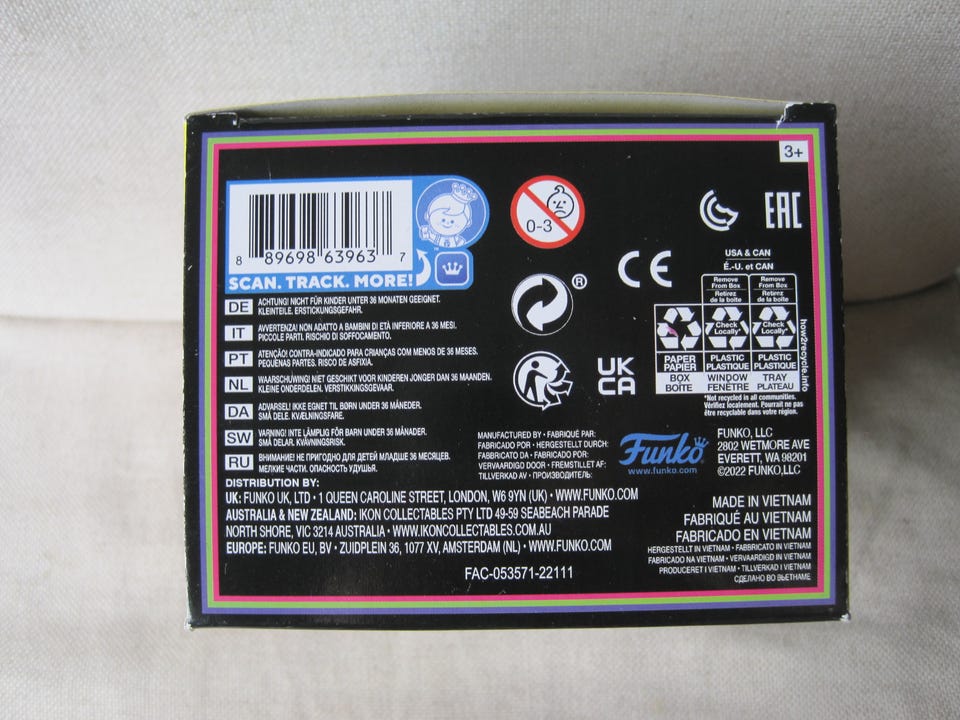 3+
8 89698 63963 7
SCAN. TRACK. MORE!
™
0-3
®
EAC
CE
UK
CA
USA & CAN
É.-U. et CAN
Remove From Box
Retirez de la boîte
Remove From Box
Retirez de la boîte
Check Locally*
Check Locally*
PAPER
PAPIER
PLASTIC
PLASTIQUE
PLASTIC
PLASTIQUE
BOX
BOÎTE
WINDOW
FENÊTRE
TRAY
PLATEAU
how2recycle.info
*Not recycled in all communities.
Vérifiez localement. Pourrait ne pas
être recyclable dans votre région.
DE
ACHTUNG! NICHT FÜR KINDER UNTER 36 MONATEN GEEIGNET.
KLEINTEILE. ERSTICKUNGSGEFAHR.
IT
AVVERTENZA! NON ADATTO A BAMBINI DI ETÀ INFERIORE A 36 MESI.
PICCOLE PARTI. RISCHIO DI SOFFOCAMENTO.
PT
ATENÇÃO! CONTRA-INDICADO PARA CRIANÇAS COM MENOS DE 36 MESES.
PEQUENAS PARTES. RISCO DE ASFIXIA.
NL
WAARSCHUWING! NIET GESCHIKT VOOR KINDEREN JONGER DAN 36 MAANDEN.
KLEINE ONDERDELEN. VERSTIKKINGSGEVAAR.
DA
ADVARSEL! IKKE EGNET TIL BØRN UNDER 36 MÅNEDER.
SMÅ DELE. KVÆLNINGSFARE.
SW
VARNING! INTE LÄMPLIG FÖR BARN UNDER 36 MÅNADER.
SMÅ DELAR. KVÄVNINGSRISK.
RU
ВНИМАНИЕ! НЕ ПРИГОДНО ДЛЯ ДЕТЕЙ МЛАДШЕ 36 МЕСЯЦЕВ.
МЕЛКИЕ ЧАСТИ. ОПАСНОСТЬ УДУШЬЯ.
MANUFACTURED BY • FABRIQUÉ PAR:
FABRICADO POR • HERGESTELLT DURCH:
FABBRICATO DA • FABRICADO POR:
VERVAARDIGD DOOR • FREMSTILLET AF:
TILLVERKAD AV • ПРОИЗВОДИТЕЛЬ:
Funko
www.funko.com
FUNKO, LLC
2802 WETMORE AVE
EVERETT, WA 98201
©2022 FUNKO,LLC
DISTRIBUTION BY:
UK: FUNKO UK, LTD • 1 QUEEN CAROLINE STREET, LONDON, W6 9YN (UK) • WWW.FUNKO.COM
AUSTRALIA & NEW ZEALAND: IKON COLLECTABLES PTY LTD 49-59 SEABEACH PARADE
NORTH SHORE, VIC 3214 AUSTRALIA • WWW.IKONCOLLECTABLES.COM.AU
EUROPE: FUNKO EU, BV • ZUIDPLEIN 36, 1077 XV, AMSTERDAM (NL) • WWW.FUNKO.COM
FAC-053571-22111
MADE IN VIETNAM
FABRIQUÉ AU VIETNAM
FABRICADO EN VIETNAM
HERGESTELLT IN VIETNAM • FABBRICATO IN VIETNAM
FABRICADO NA VIETNAM • VERVAARDIGD IN VIETNAM
PRODUCERET I VIETNAM • TILLVERKAD I VIETNAM
СДЕЛАНО ВО ВЬЕТНАМЕ